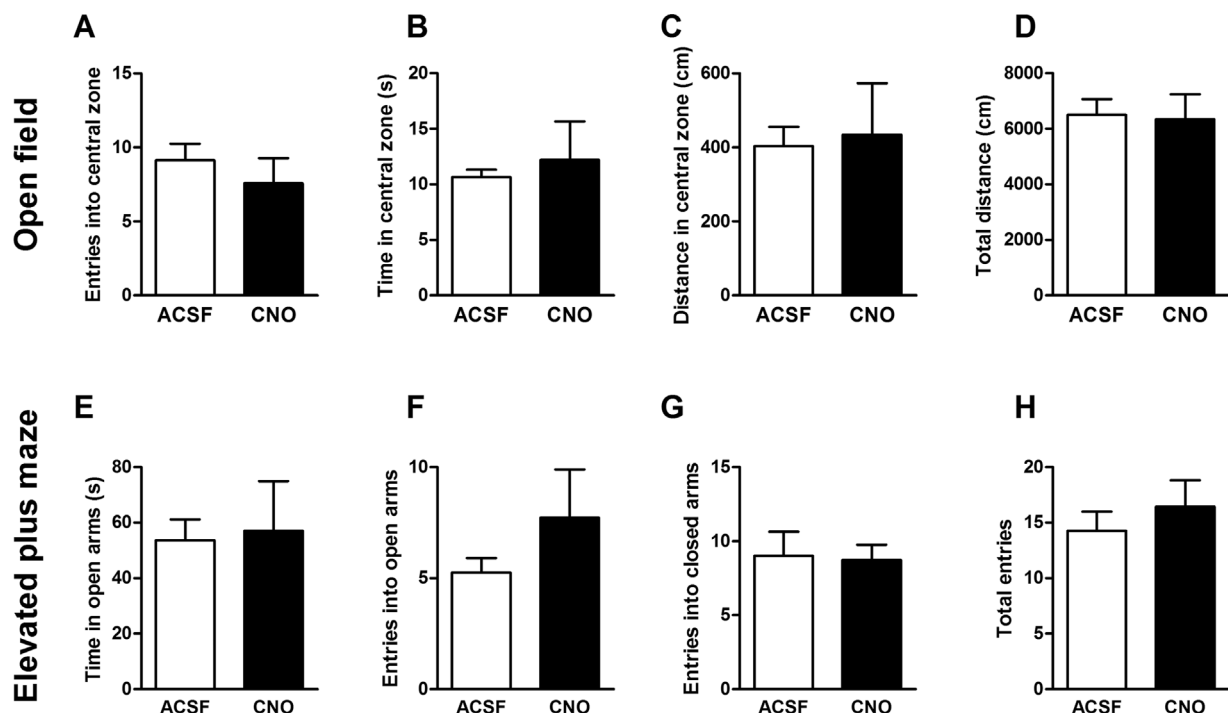 Open field
A
Entries into central zone
15
10
5
0
ACSF CNO
B
Time in central zone (s)
20
15
10
5
0
ACSF CNO
C
Distance in central zone (cm)
600
400
200
0
ACSF CNO
D
Total distance (cm)
8000
6000
4000
2000
0
ACSF CNO
Elevated plus maze
E
Time in open arms (s)
80
60
40
20
0
ACSF CNO
F
Entries into open arms
10
5
0
ACSF CNO
G
Entries into closed arms
15
10
5
0
ACSF CNO
H
Total entries
20
15
10
5
0
ACSF CNO